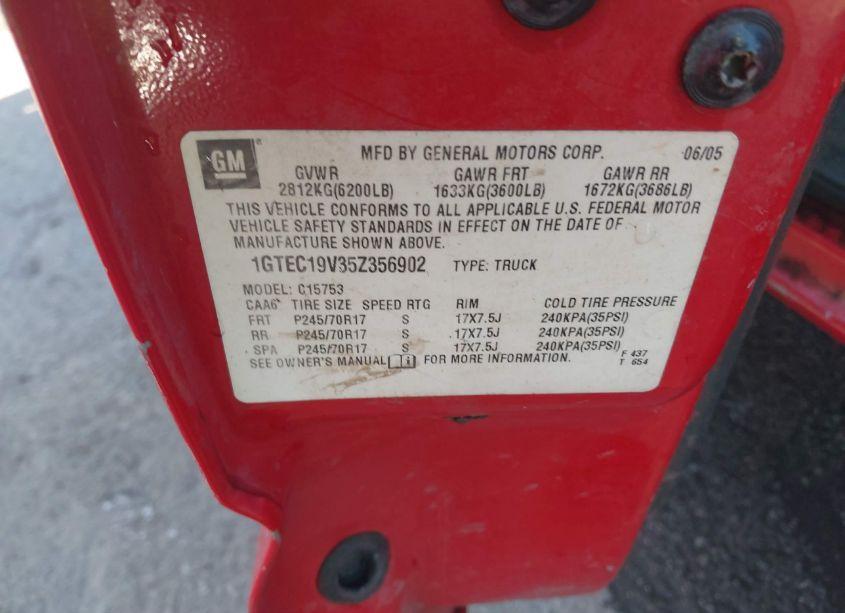 GM
MFD BY GENERAL MOTORS CORP. 06/05
GVWR GAWR FRT GAWR RR
2812KG(6200LB) 1633KG(3600LB) 1672KG(3686LB)
THIS VEHICLE CONFORMS TO ALL APPLICABLE U.S. FEDERAL MOTOR
VEHICLE SAFETY STANDARDS IN EFFECT ON THE DATE OF
MANUFACTURE SHOWN ABOVE.
1GTEC19V35Z356902 TYPE: TRUCK
MODEL: C15753
CAA6 TIRE SIZE SPEED RTG RIM COLD TIRE PRESSURE
FRT P245/70R17 S 17X7.5J 240KPA(35PSI)
RR P245/70R17 S 17X7.5J 240KPA(35PSI)
SPA P245/70R17 S 17X7.5J 240KPA(35PSI)
SEE OWNER'S MANUAL FOR MORE INFORMATION.
F 437
T 654